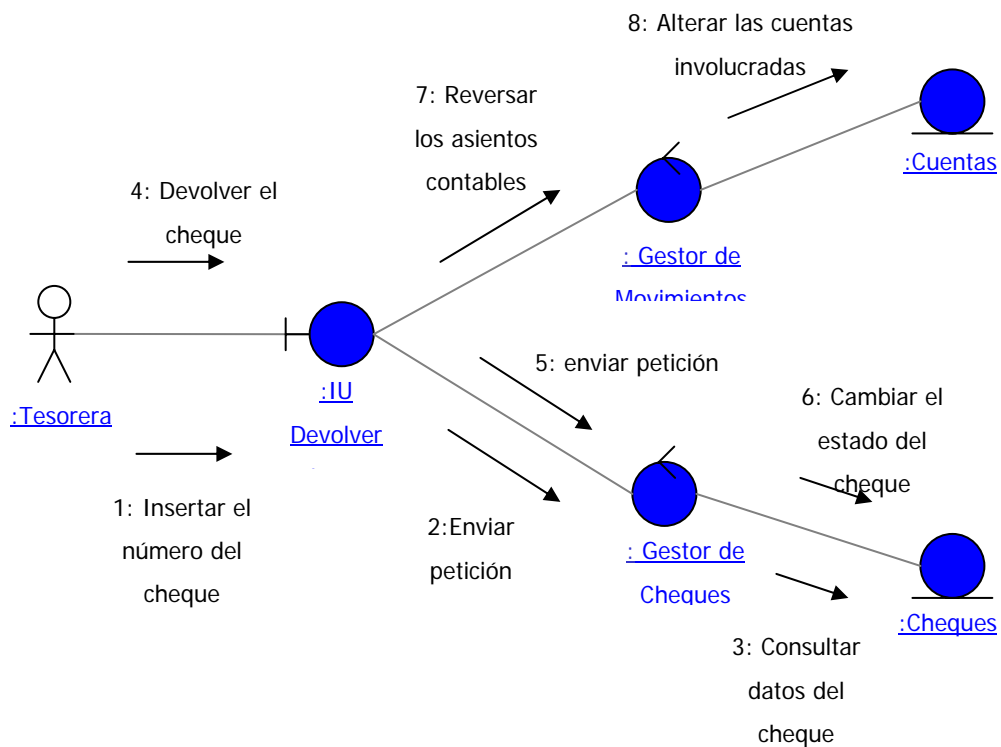 8: Alterar las cuentas
involucradas
7: Reversar
los asientos
contables
:Cuentas
4: Devolver el
cheque
: Gestor de
Movimientos
:Tesorera
:IU
Devolver
5: enviar petición
6: Cambiar el
estado del
cheque
1: Insertar el
número del
cheque
2:Enviar
petición
: Gestor de
Cheques
:Cheques
3: Consultar
datos del
cheque